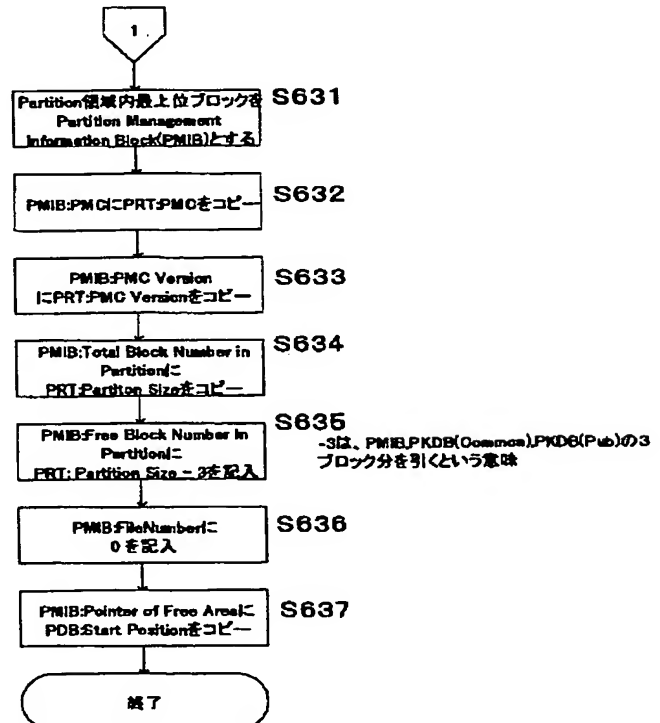 1
Partition領域内最上位ブロックを
Partition Management
Information Block(PMIB)とする
S631
PMIB:PMCにPRT:PMCをコピー
S632
PMIB:PMC Version
にPRT:PMC Versionをコピー
S633
PMIB:Total Block Number in
Partitionに
PRT:Partiton Sizeをコピー
S634
PMIB:Free Block Number in
Partitionに
PRT: Partition Size - 3を記入
S635
-3は、PMIB,PKDB(Common),PKDB(Pub)の3
ブロック分を引くという意味
PMIB:FileNumberに
0 を記入
S636
PMIB:Pointer of Free Areaに
PDB:Start Positionをコピー
S637
終了